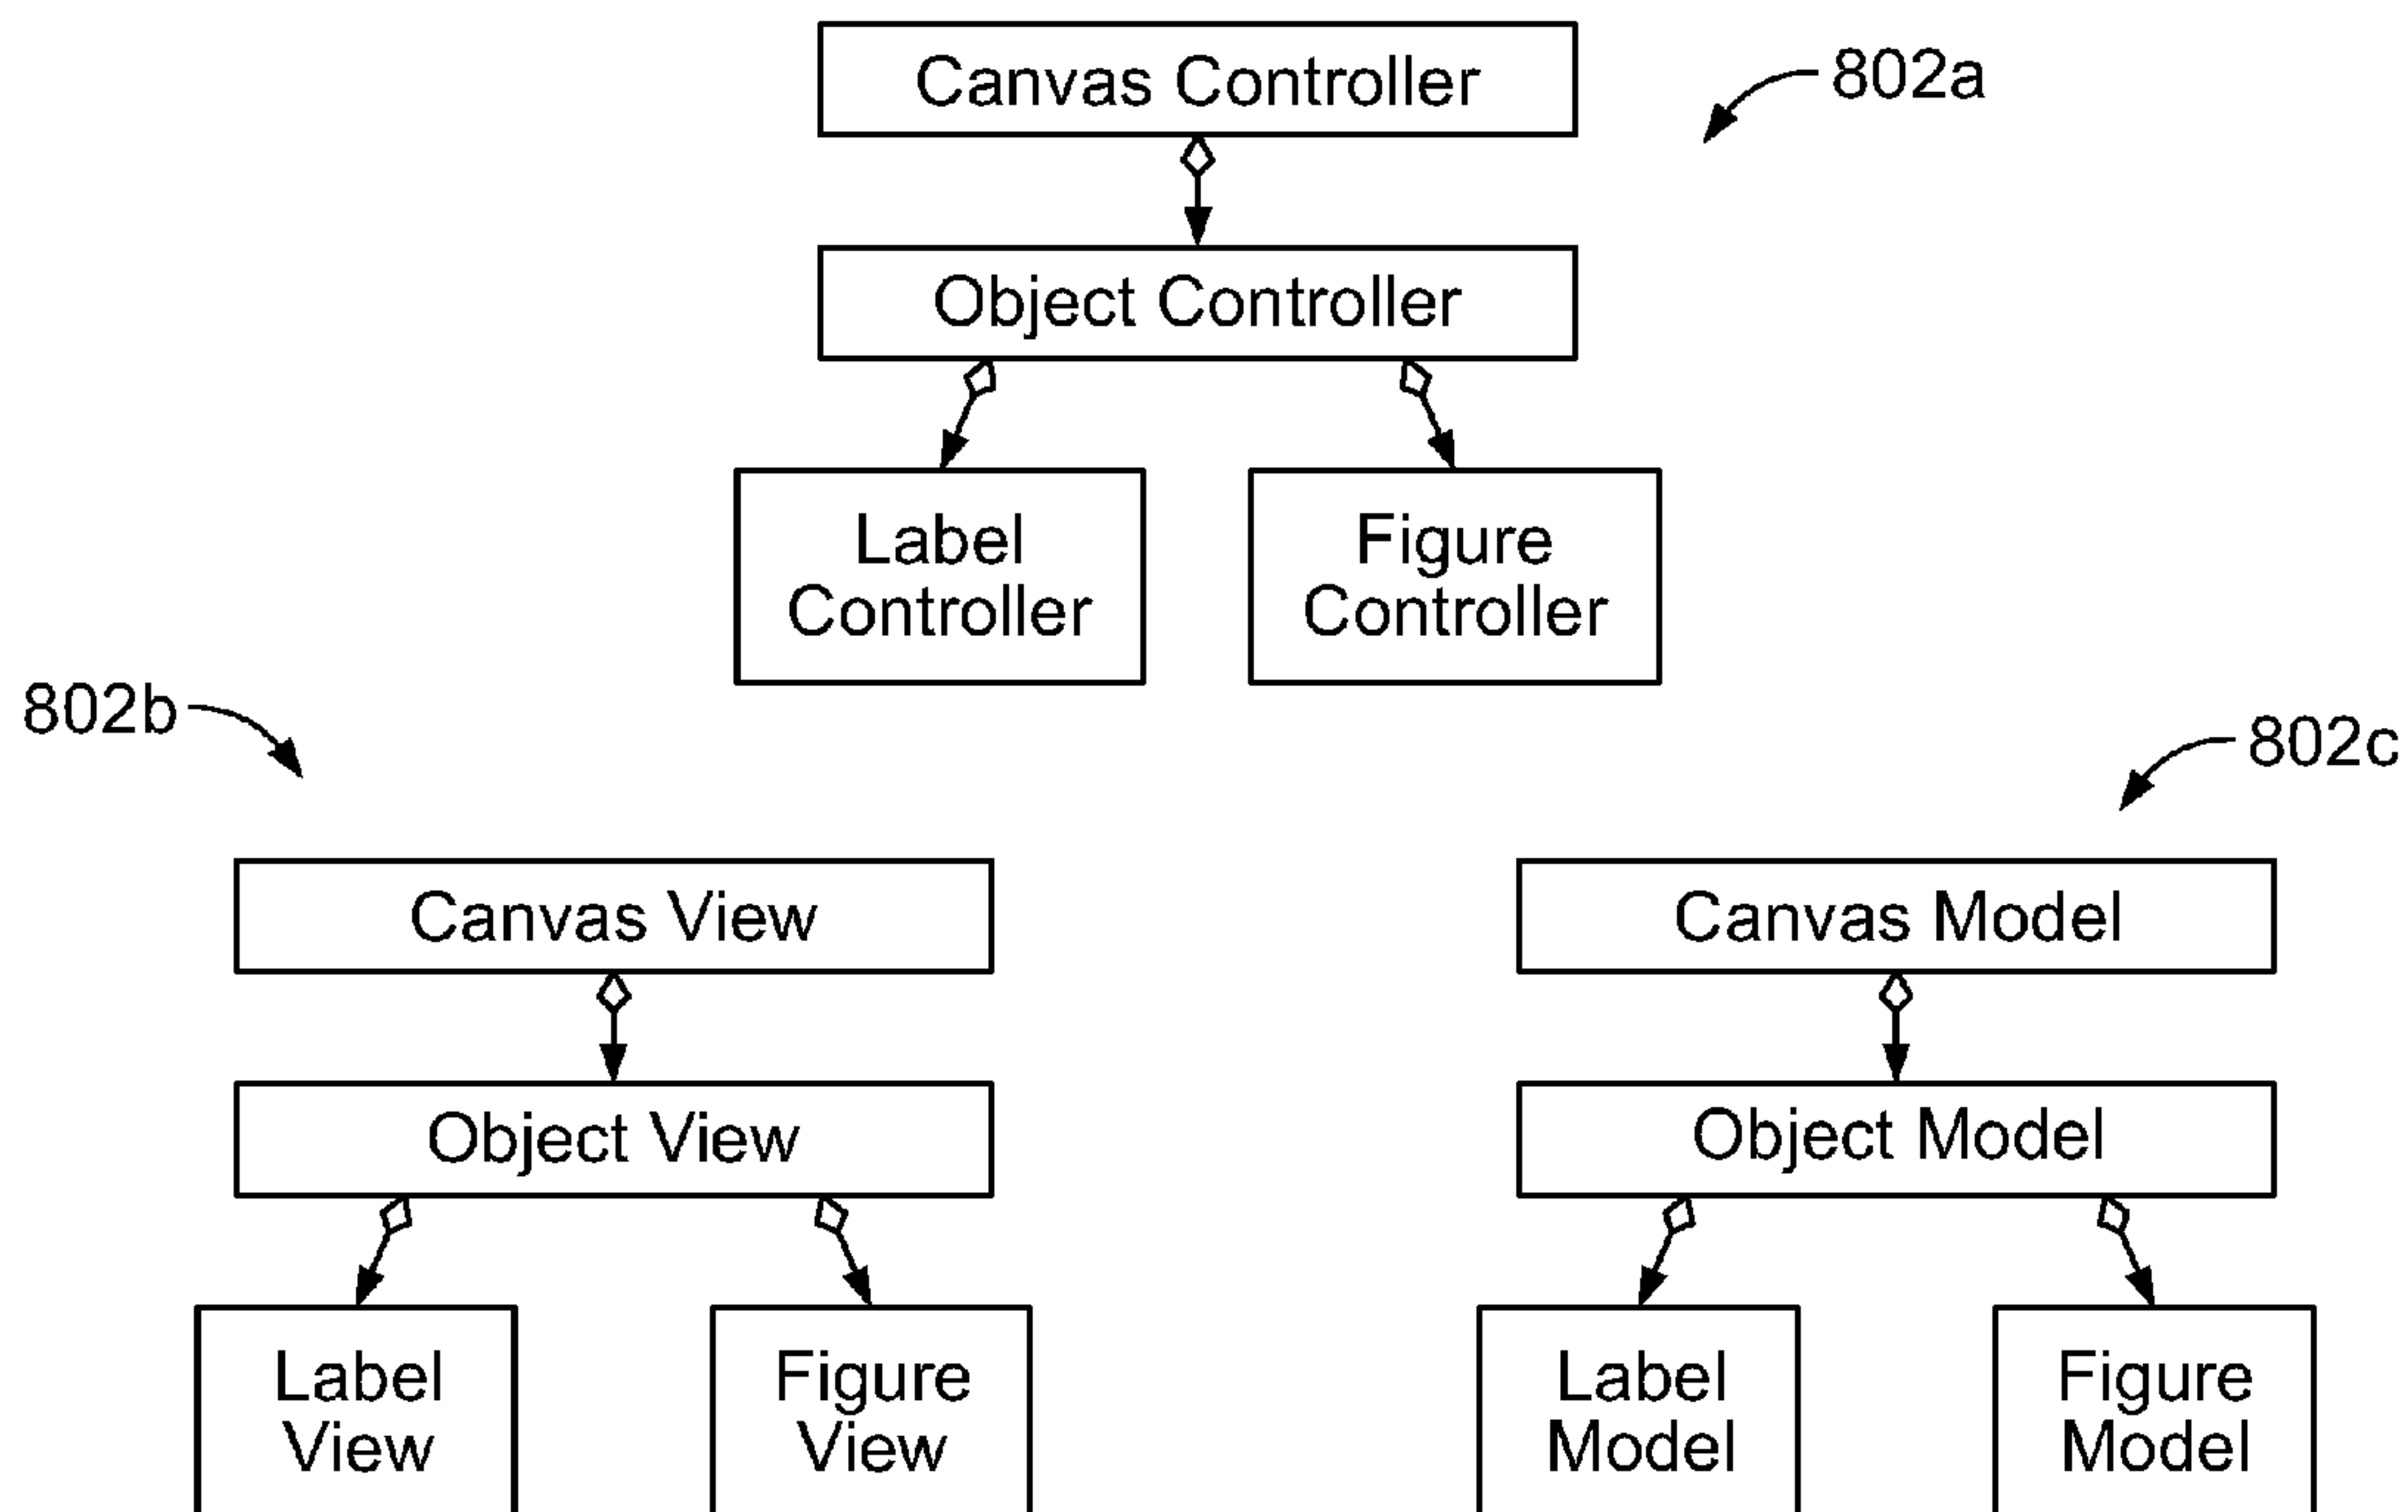 Canvas Controller
802a
Object Controller
Label
Controller
Figure
Controller
802b
802c
Canvas View
Object View
Label
View
Figure
View
Canvas Model
Object Model
Label
Model
Figure
Model